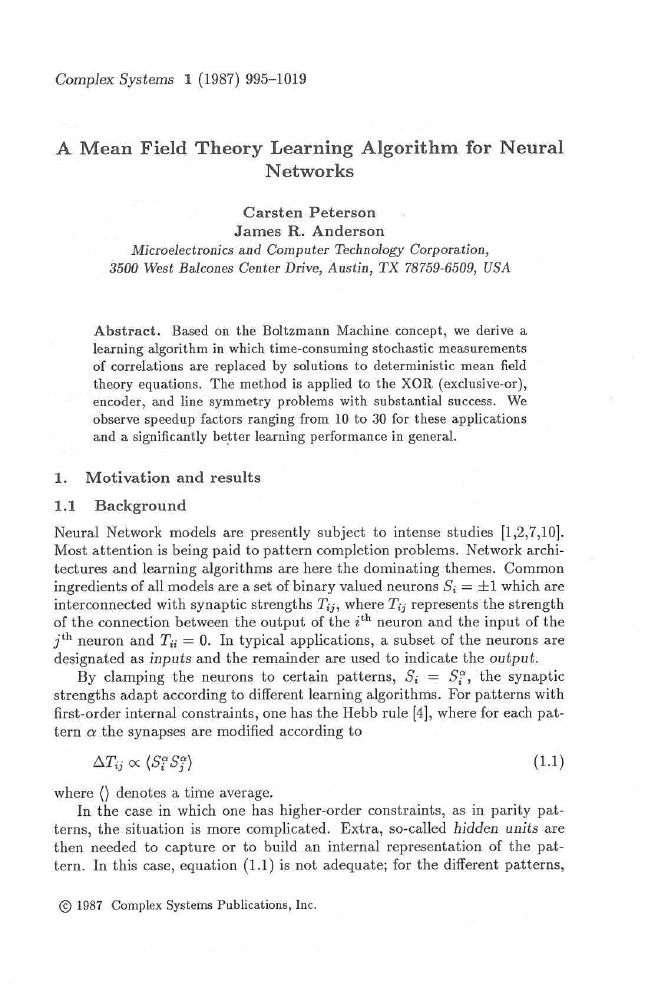 Complex Systems 1 (1987) 995–1019
A Mean Field Theory Learning Algorithm for Neural
Networks
Carsten Peterson
James R. Anderson
Microelectronics and Computer Technology Corporation,
3500 West Balcones Center Drive, Austin, TX 78759-6509, USA
Abstract. Based on the Boltzmann Machine concept, we derive a
learning algorithm in which time-consuming stochastic measurements
of correlations are replaced by solutions to deterministic mean field
theory equations. The method is applied to the XOR (exclusive-or),
encoder, and line symmetry problems with substantial success. We
observe speedup factors ranging from 10 to 30 for these applications
and a significantly better learning performance in general.
1. Motivation and results
1.1 Background
Neural Network models are presently subject to intense studies [1,2,7,10].
Most attention is being paid to pattern completion problems. Network archi-
tectures and learning algorithms are here the dominating themes. Common
ingredients of all models are a set of binary valued neurons Sᵢ = ±1 which are
interconnected with synaptic strengths Tᵢⱼ, where Tᵢⱼ represents the strength
of the connection between the output of the iᵗʰ neuron and the input of the
jᵗʰ neuron and Tᵢᵢ = 0. In typical applications, a subset of the neurons are
designated as inputs and the remainder are used to indicate the output.
By clamping the neurons to certain patterns, Sᵢ = Sᵢᵅ, the synaptic
strengths adapt according to different learning algorithms. For patterns with
first-order internal constraints, one has the Hebb rule [4], where for each pat-
tern α the synapses are modified according to
ΔTᵢⱼ ∝ ⟨SᵢᵅSⱼᵅ⟩ (1.1)
where ⟨⟩ denotes a time average.
In the case in which one has higher-order constraints, as in parity pat-
terns, the situation is more complicated. Extra, so-called hidden units are
then needed to capture or to build an internal representation of the pat-
tern. In this case, equation (1.1) is not adequate; for the different patterns,
© 1987 Complex Systems Publications, Inc.